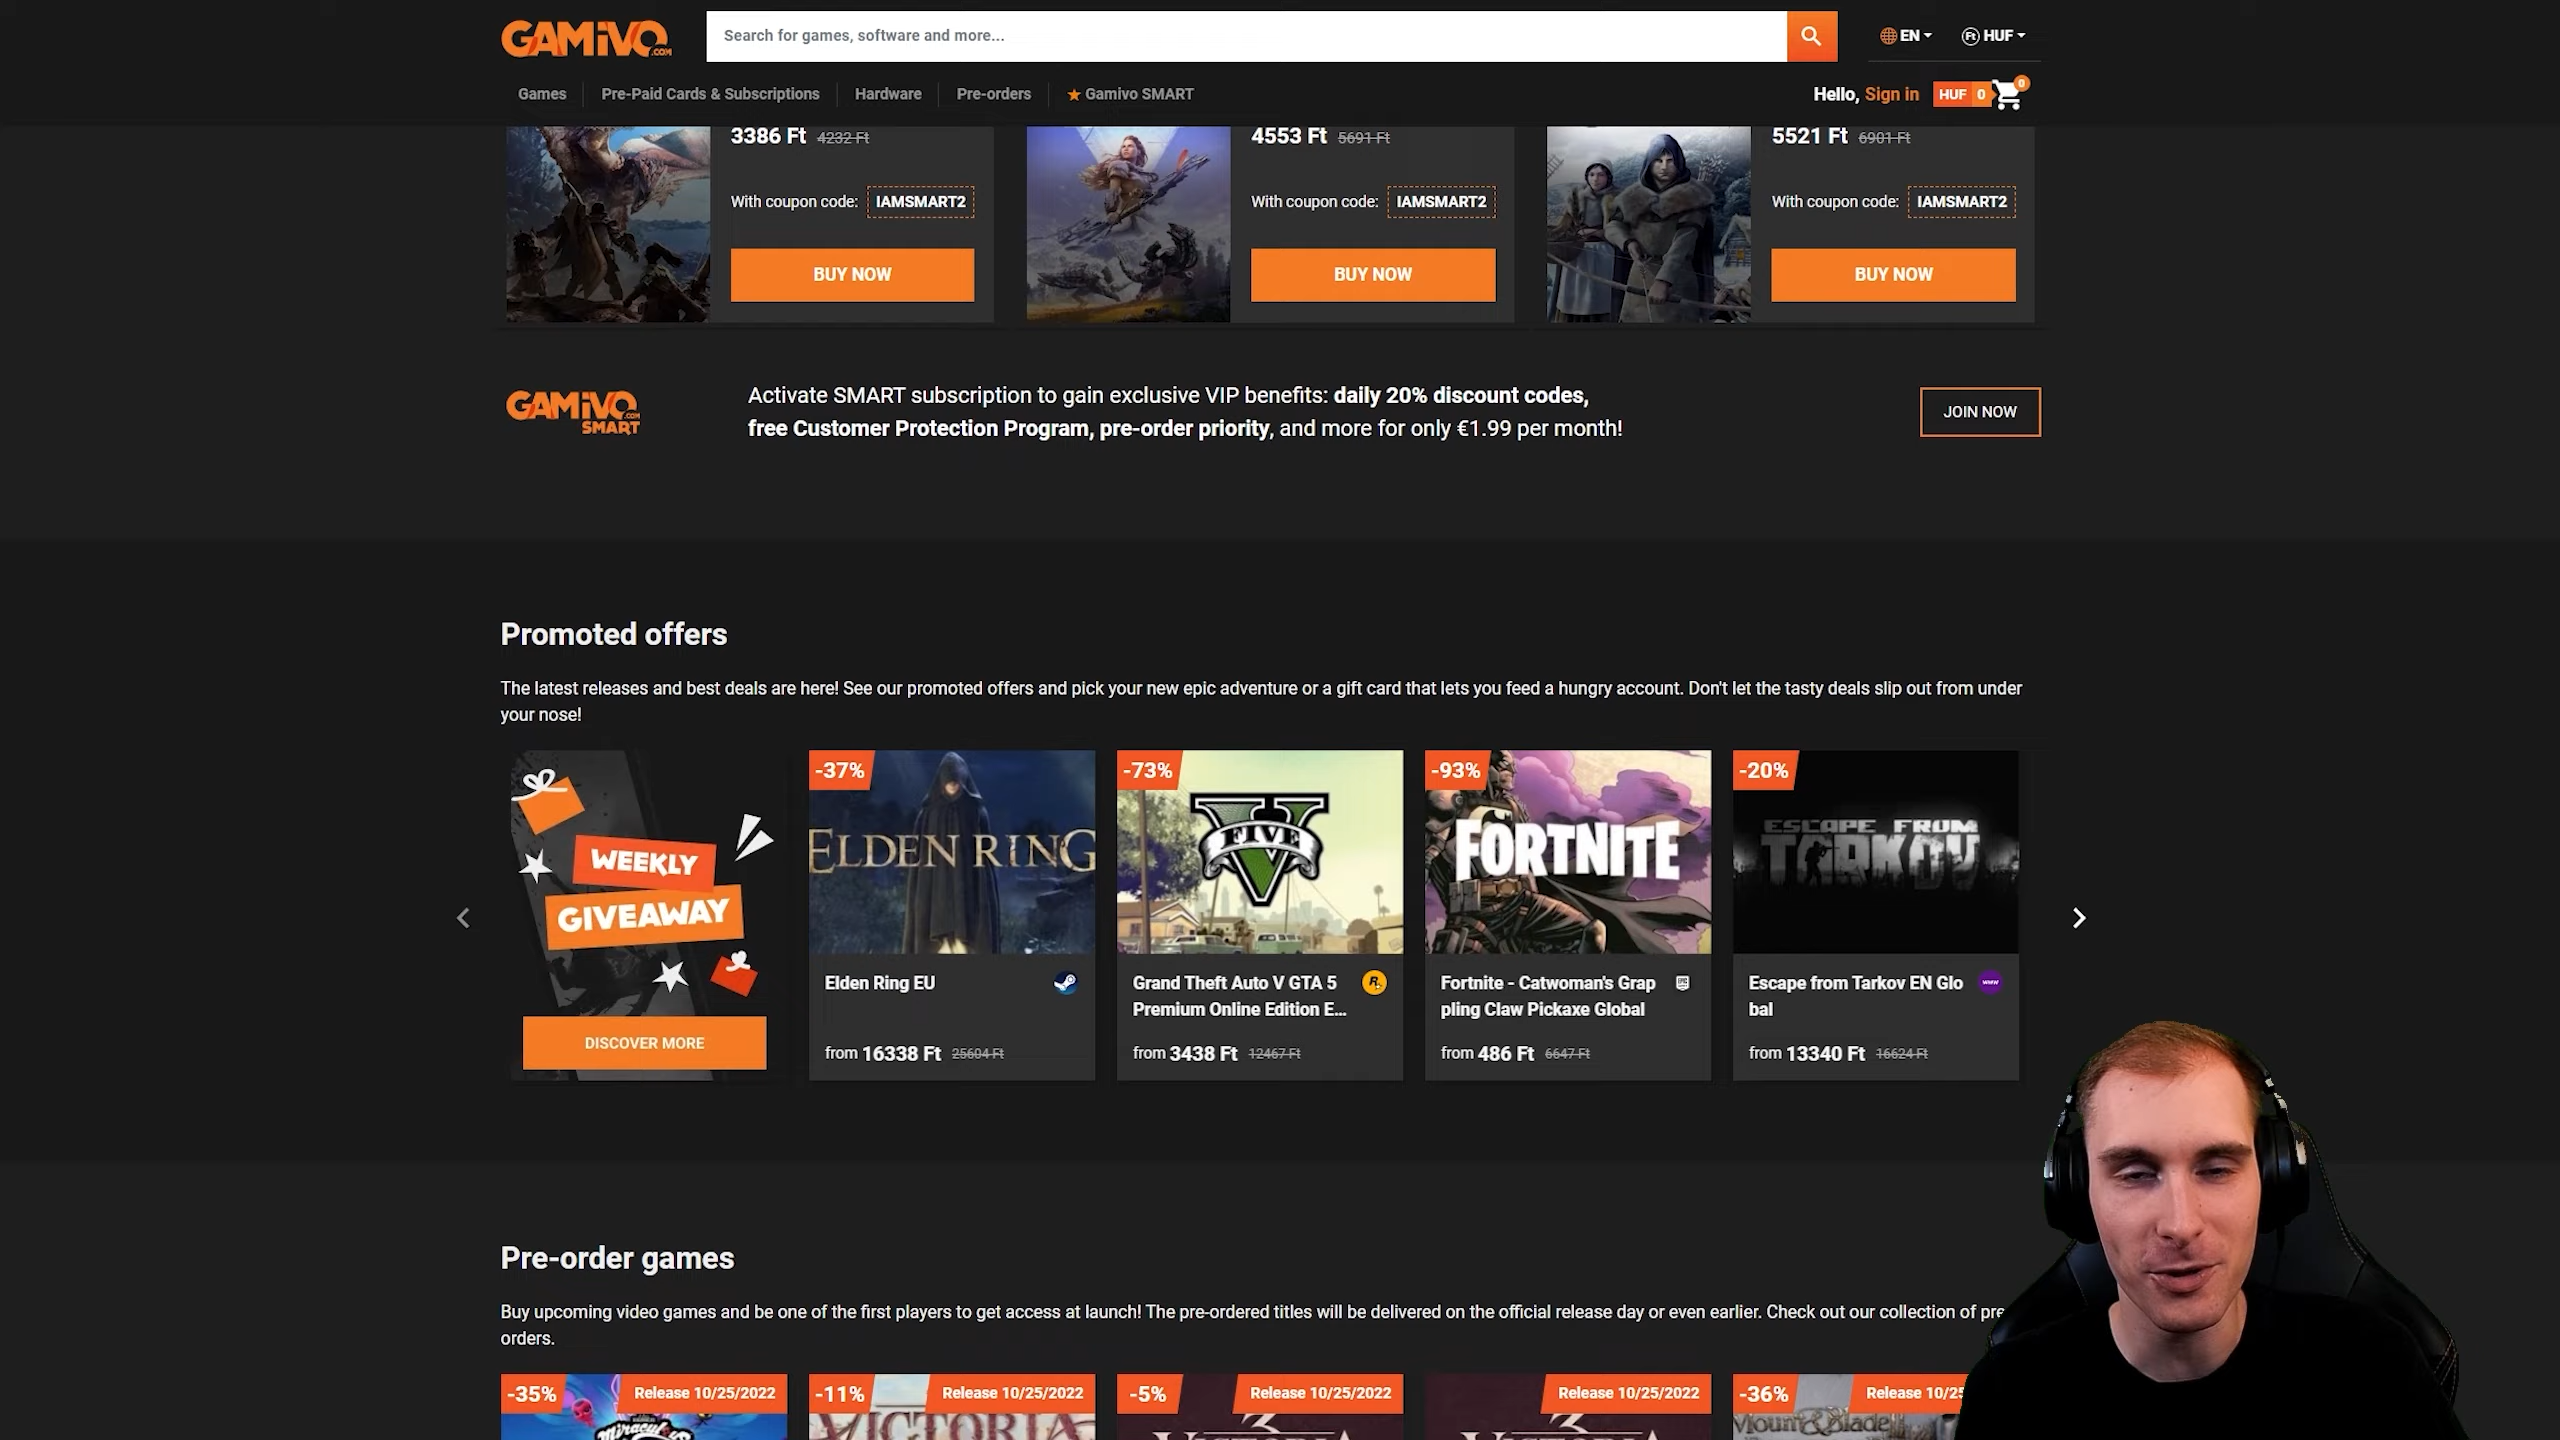 GAMIVO.COM
Search for games, software and more...
EN
HUF
Games
Pre-Paid Cards & Subscriptions
Hardware
Pre-orders
Gamivo SMART
Hello, Sign in
HUF 0
0
3386 Ft 4232 Ft
With coupon code: IAMSMART2
BUY NOW
4553 Ft 5691 Ft
With coupon code: IAMSMART2
BUY NOW
5521 Ft 6901 Ft
With coupon code: IAMSMART2
BUY NOW
GAMIVO.COM
SMART
Activate SMART subscription to gain exclusive VIP benefits: daily 20% discount codes,
free Customer Protection Program, pre-order priority, and more for only €1.99 per month!
JOIN NOW
Promoted offers
The latest releases and best deals are here! See our promoted offers and pick your new epic adventure or a gift card that lets you feed a hungry account. Don't let the tasty deals slip out from under
your nose!
WEEKLY
GIVEAWAY
DISCOVER MORE
-37%
ELDEN RING
Elden Ring EU
from 16338 Ft 25604 Ft
-73%
V
FIVE
Grand Theft Auto V GTA 5
Premium Online Edition E...
from 3438 Ft 12467 Ft
-93%
FORTNITE
Fortnite - Catwoman's Grap
pling Claw Pickaxe Global
from 486 Ft 6647 Ft
-20%
ESCAPE FROM
TARKOV
Escape from Tarkov EN Glo
bal
from 13340 Ft 16624 Ft
Pre-order games
Buy upcoming video games and be one of the first players to get access at launch! The pre-ordered titles will be delivered on the official release day or even earlier. Check out our collection of pre
orders.
-35%
Release 10/25/2022
Miraculous
-11%
Release 10/25/2022
VICTORIA
-5%
Release 10/25/2022
3
VICTORIA
Release 10/25/2022
3
VICTORIA
-36%
Release 10/25
Mount & Blade